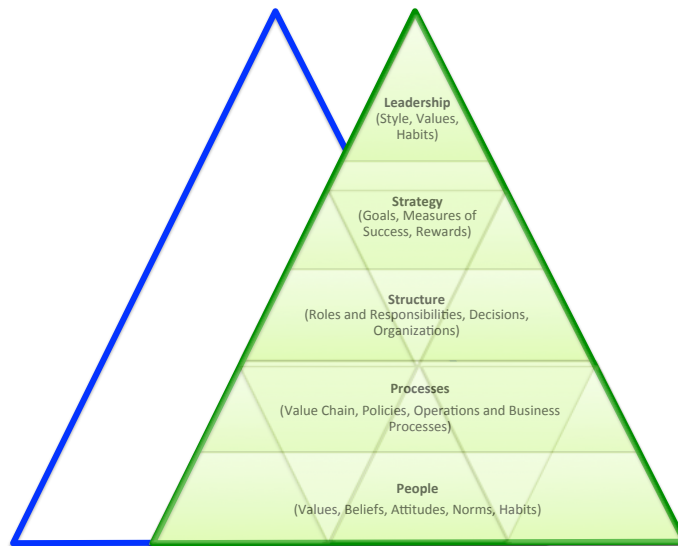 Leadership
(Style, Values,
Habits)
Strategy
(Goals, Measures of
Success, Rewards)
Structure
(Roles and Responsibilities, Decisions,
Organizations)
Processes
(Value Chain, Policies, Operations and Business
Processes)
People
(Values, Beliefs, Attitudes, Norms, Habits)